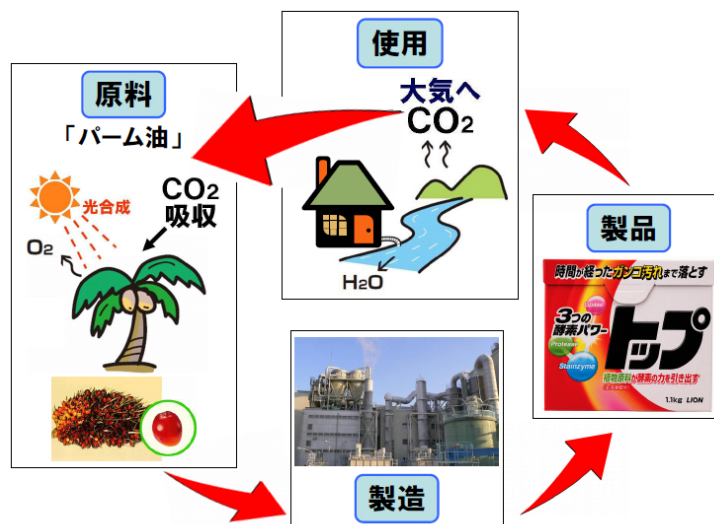 使用
大気へ
CO2
H2O
原料
「パーム油」
光合成
CO2
吸収
O2
製造
製品
時間が経ったガンコ汚れまで落とす
3つの
酵素パワー
Protease
Stainzyme
トップ
植物原料が酵素の力を引き出す
1.1kg LION